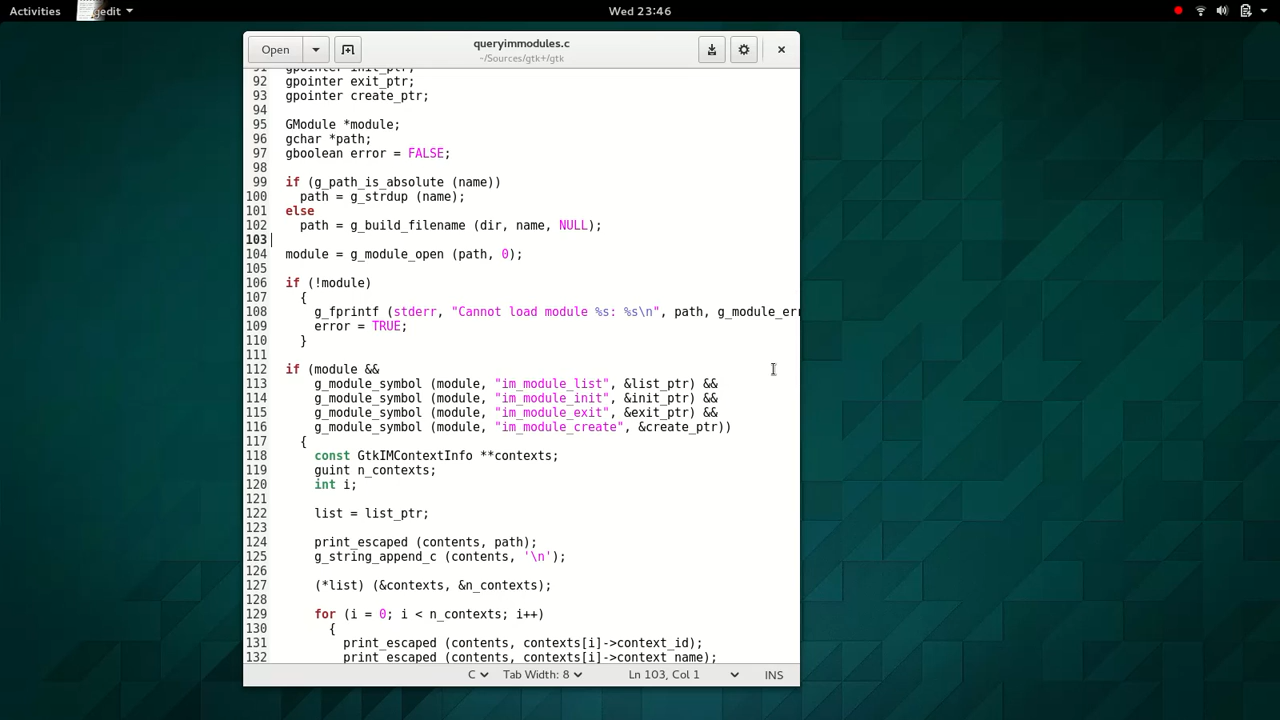 Activities
gedit
Wed 23:46
Open
queryimmodules.c
~/Sources/gtk+/gtk
91 gpointer init_ptr;
92 gpointer exit_ptr;
93 gpointer create_ptr;
94
95 GModule *module;
96 gchar *path;
97 gboolean error = FALSE;
98
99 if (g_path_is_absolute (name))
100 path = g_strdup (name);
101 else
102 path = g_build_filename (dir, name, NULL);
103
104 module = g_module_open (path, 0);
105
106 if (!module)
107 {
108 g_fprintf (stderr, "Cannot load module %s: %s\n", path, g_module_err
109 error = TRUE;
110 }
111
112 if (module &&
113 g_module_symbol (module, "im_module_list", &list_ptr) &&
114 g_module_symbol (module, "im_module_init", &init_ptr) &&
115 g_module_symbol (module, "im_module_exit", &exit_ptr) &&
116 g_module_symbol (module, "im_module_create", &create_ptr))
117 {
118 const GtkIMContextInfo **contexts;
119 guint n_contexts;
120 int i;
121
122 list = list_ptr;
123
124 print_escaped (contents, path);
125 g_string_append_c (contents, '\n');
126
127 (*list) (&contexts, &n_contexts);
128
129 for (i = 0; i < n_contexts; i++)
130 {
131 print_escaped (contents, contexts[i]->context_id);
132 print_escaped (contents, contexts[i]->context_name);
C
Tab Width: 8
Ln 103, Col 1
INS